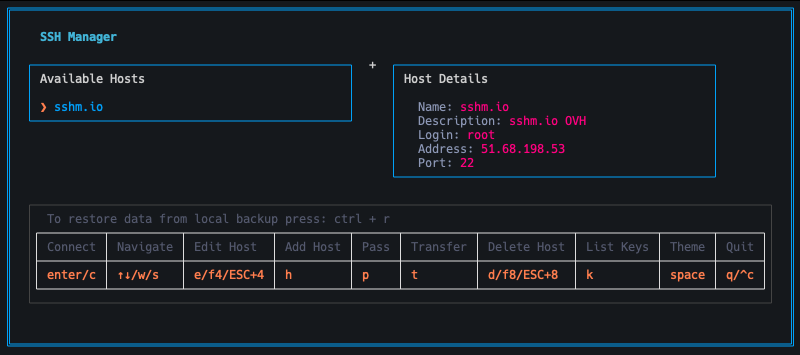 SSH Manager
+
Available Hosts
❯ sshm.io
Host Details
Name: sshm.io
Description: sshm.io OVH
Login: root
Address: 51.68.198.53
Port: 22
To restore data from local backup press: ctrl + r
Connect Navigate Edit Host Add Host Pass Transfer Delete Host List Keys Theme Quit
enter/c ↑↓/w/s e/f4/ESC+4 h p t d/f8/ESC+8 k space q/^c